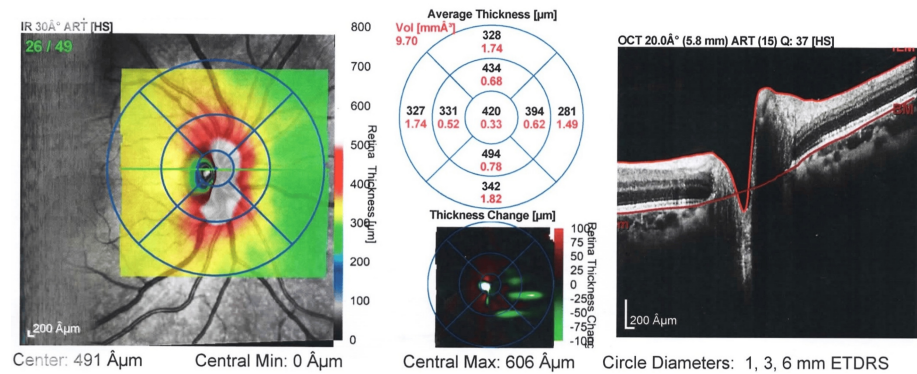 IR 30Â° ART [HS]
26 / 49
200 Âµm
800
700
600
500
400
300
200
100
0
Retina Thickness [µm]
Average Thickness [µm]
Vol [mmÂ³]
9.70
328
1.74
434
0.68
327
1.74
331
0.52
420
0.33
394
0.62
281
1.49
494
0.78
342
1.82
Thickness Change [µm]
100
75
50
25
0
-25
-50
-75
-100
Retina Thickness Change
OCT 20.0Â° (5.8 mm) ART (15) Q: 37 [HS]
200 Âµm
Center: 491 Âµm
Central Min: 0 Âµm
Central Max: 606 Âµm
Circle Diameters: 1, 3, 6 mm ETDRS